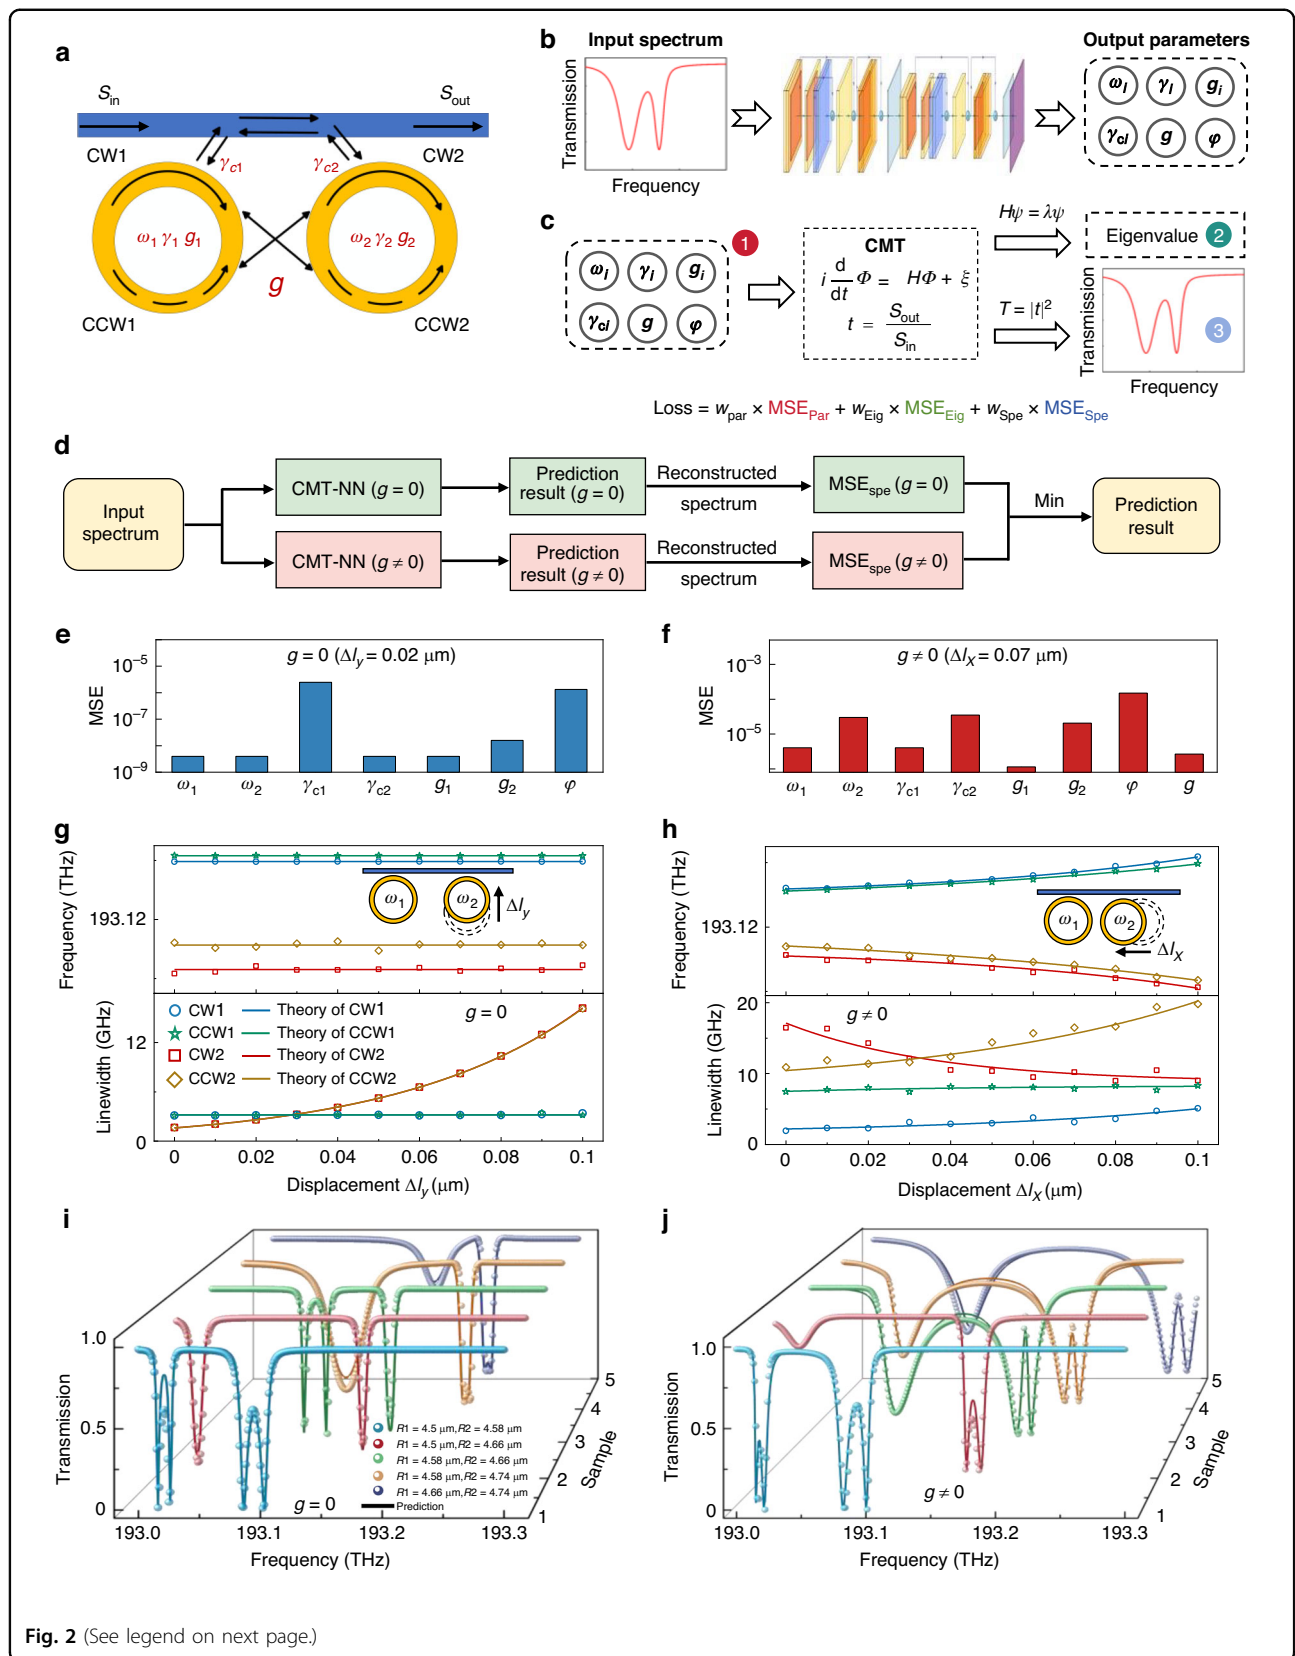 a
S_in
S_out
CW1
γ_c1
γ_c2
CW2
ω_1 γ_1 g_1
ω_2 γ_2 g_2
g
CCW1
CCW2
b
Input spectrum
Output parameters
Transmission
Frequency
ω_i γ_i g_i
γ_ci g φ
c
1
ω_i γ_i g_i
γ_ci g φ
CMT
i d/dt Φ = HΦ + ξ
t = S_out / S_in
Hψ = λψ
Eigenvalue 2
T = |t|²
Transmission
3
Frequency
Loss = w_par × MSE_Par + w_Eig × MSE_Eig + w_Spe × MSE_Spe
d
Input spectrum
CMT-NN (g = 0)
Prediction result (g = 0)
Reconstructed spectrum
MSE_spe (g = 0)
CMT-NN (g ≠ 0)
Prediction result (g ≠ 0)
Reconstructed spectrum
MSE_spe (g ≠ 0)
Min
Prediction result
e
g = 0 (Δl_y = 0.02 μm)
MSE
10⁻⁵
10⁻⁷
10⁻⁹
ω_1 ω_2 γ_c1 γ_c2 g_1 g_2 φ
f
g ≠ 0 (Δl_X = 0.07 μm)
MSE
10⁻³
10⁻⁵
ω_1 ω_2 γ_c1 γ_c2 g_1 g_2 φ g
g
Frequency (THz)
193.12
ω_1
ω_2
Δl_y
Linewidth (GHz)
12
0
CW1 Theory of CW1
CCW1 Theory of CCW1
CW2 Theory of CW2
CCW2 Theory of CCW2
g = 0
0 0.02 0.04 0.06 0.08 0.1
Displacement Δl_y (μm)
h
Frequency (THz)
193.12
ω_1
ω_2
Δl_X
Linewidth (GHz)
20
10
0
g ≠ 0
0 0.02 0.04 0.06 0.08 0.1
Displacement Δl_X (μm)
i
Transmission
1.0
0.5
0
R1 = 4.5 μm,R2 = 4.58 μm
R1 = 4.5 μm,R2 = 4.66 μm
R1 = 4.58 μm,R2 = 4.66 μm
R1 = 4.58 μm,R2 = 4.74 μm
R1 = 4.66 μm,R2 = 4.74 μm
Prediction
g = 0
5
4
3
2
1
Sample
193.0 193.1 193.2 193.3
Frequency (THz)
j
Transmission
1.0
0.5
0
g ≠ 0
5
4
3
2
1
Sample
193.0 193.1 193.2 193.3
Frequency (THz)
Fig. 2 (See legend on next page.)